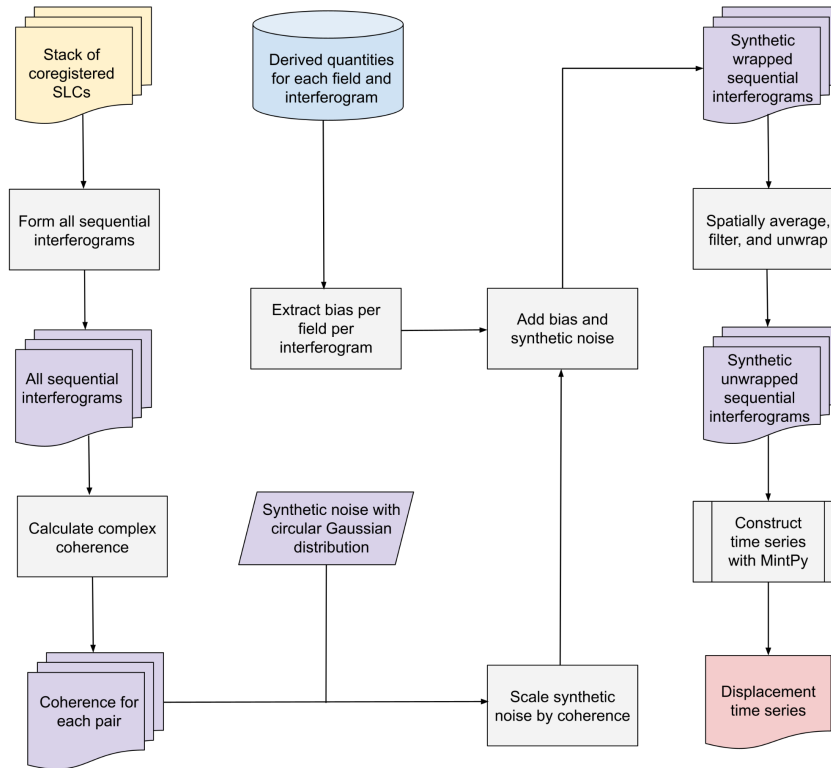 Stack of
coregistered
SLCs
Form all sequential
interferograms
All sequential
interferograms
Calculate complex
coherence
Coherence for
each pair
Derived quantities
for each field and
interferogram
Extract bias per
field per
interferogram
Synthetic noise with
circular Gaussian
distribution
Add bias and
synthetic noise
Scale synthetic
noise by coherence
Synthetic
wrapped
sequential
interferograms
Spatially average,
filter, and unwrap
Synthetic
unwrapped
sequential
interferograms
Construct
time series
with MintPy
Displacement
time series